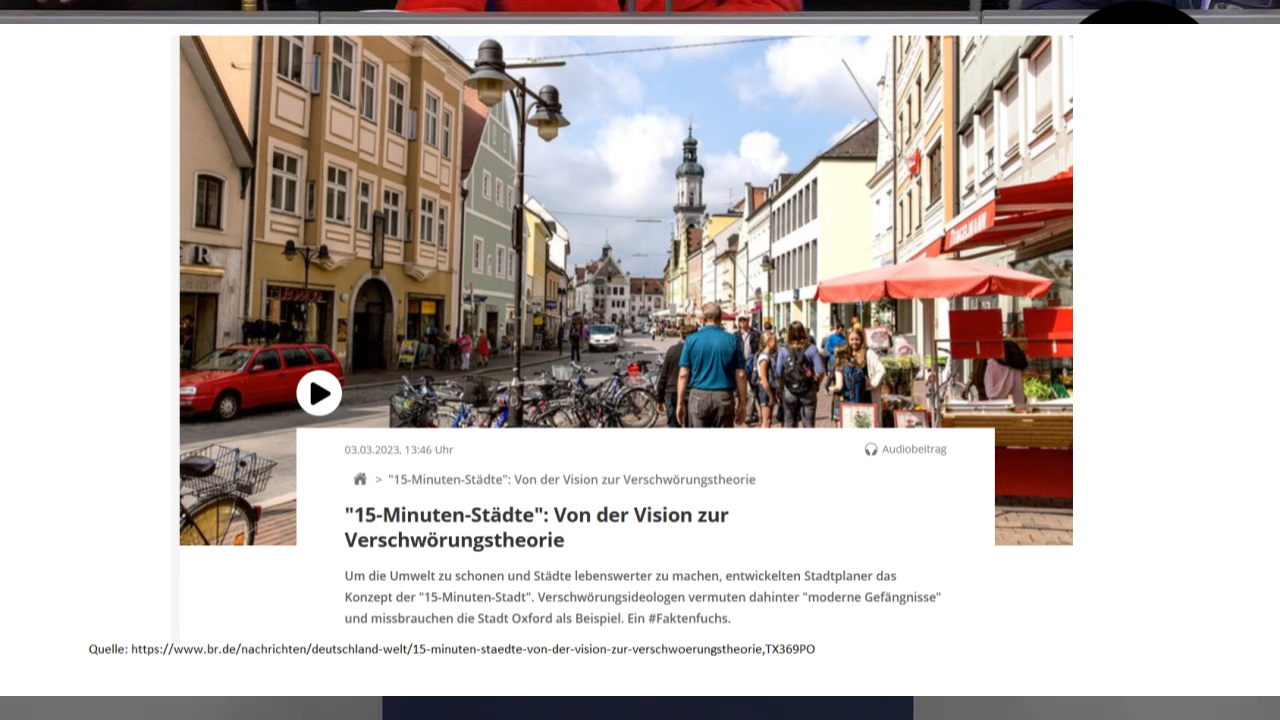 R
TENGELMANN
03.03.2023, 13:46 Uhr
Audiobeitrag
> "15-Minuten-Städte": Von der Vision zur Verschwörungstheorie
"15-Minuten-Städte": Von der Vision zur
Verschwörungstheorie
Um die Umwelt zu schonen und Städte lebenswerter zu machen, entwickelten Stadtplaner das
Konzept der "15-Minuten-Stadt". Verschwörungsideologen vermuten dahinter "moderne Gefängnisse"
und missbrauchen die Stadt Oxford als Beispiel. Ein #Faktenfuchs.
Quelle: https://www.br.de/nachrichten/deutschland-welt/15-minuten-staedte-von-der-vision-zur-verschwoerungstheorie,TX369PO